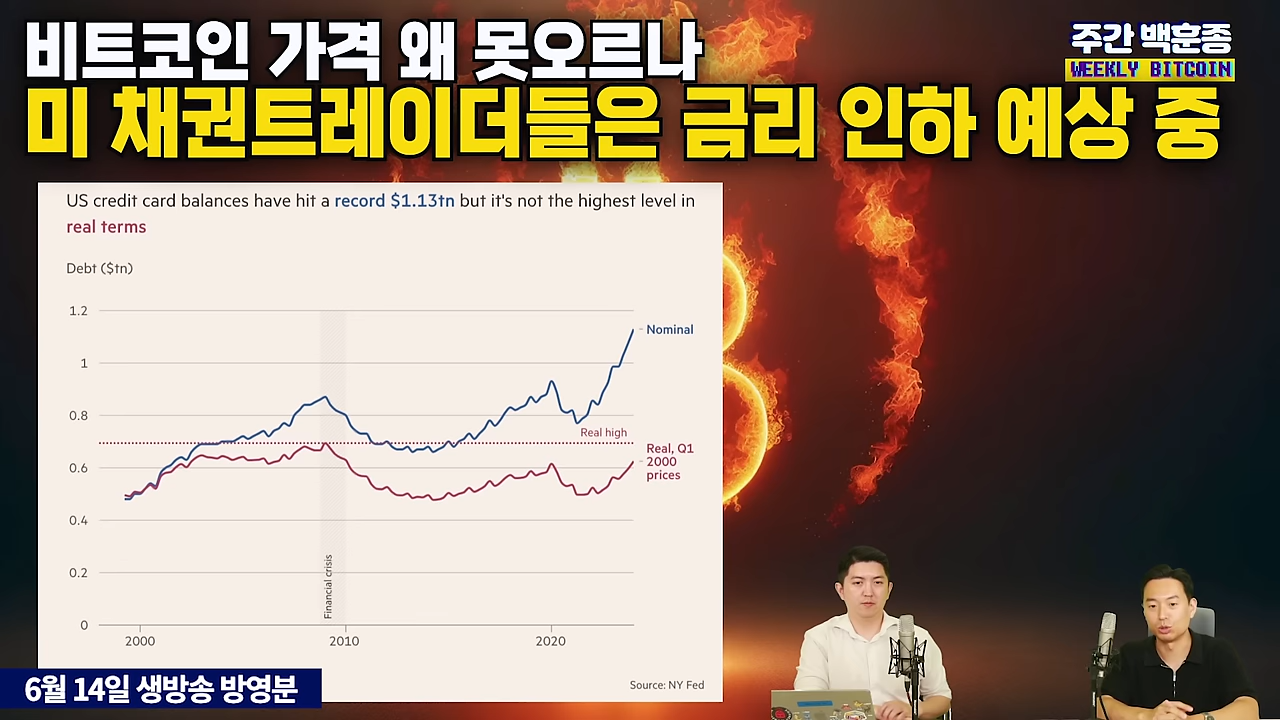 비트코인 가격 왜 못오르나
미 채권트레이더들은 금리 인하 예상 중
주간 백훈종
WEEKLY BITCOIN
US credit card balances have hit a record $1.13tn but it's not the highest level in
real terms
Debt ($tn)
1.2
1
0.8
0.6
0.4
0.2
0
Nominal
Real high
Real, Q1
2000
prices
Financial crisis
2000
2010
2020
Source: NY Fed
6월 14일 생방송 방영분